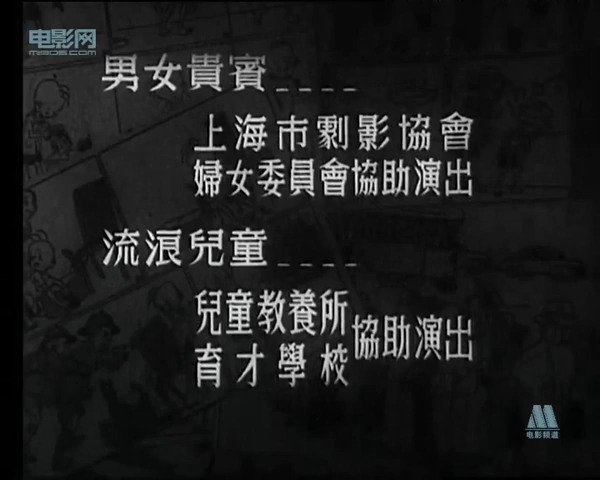 电影网
M1905.COM
男女貴賓____
上海市劇影協會
婦女委員會協助演出
流浪兒童____
兒童教養所
育才學校
協助演出
电影频道